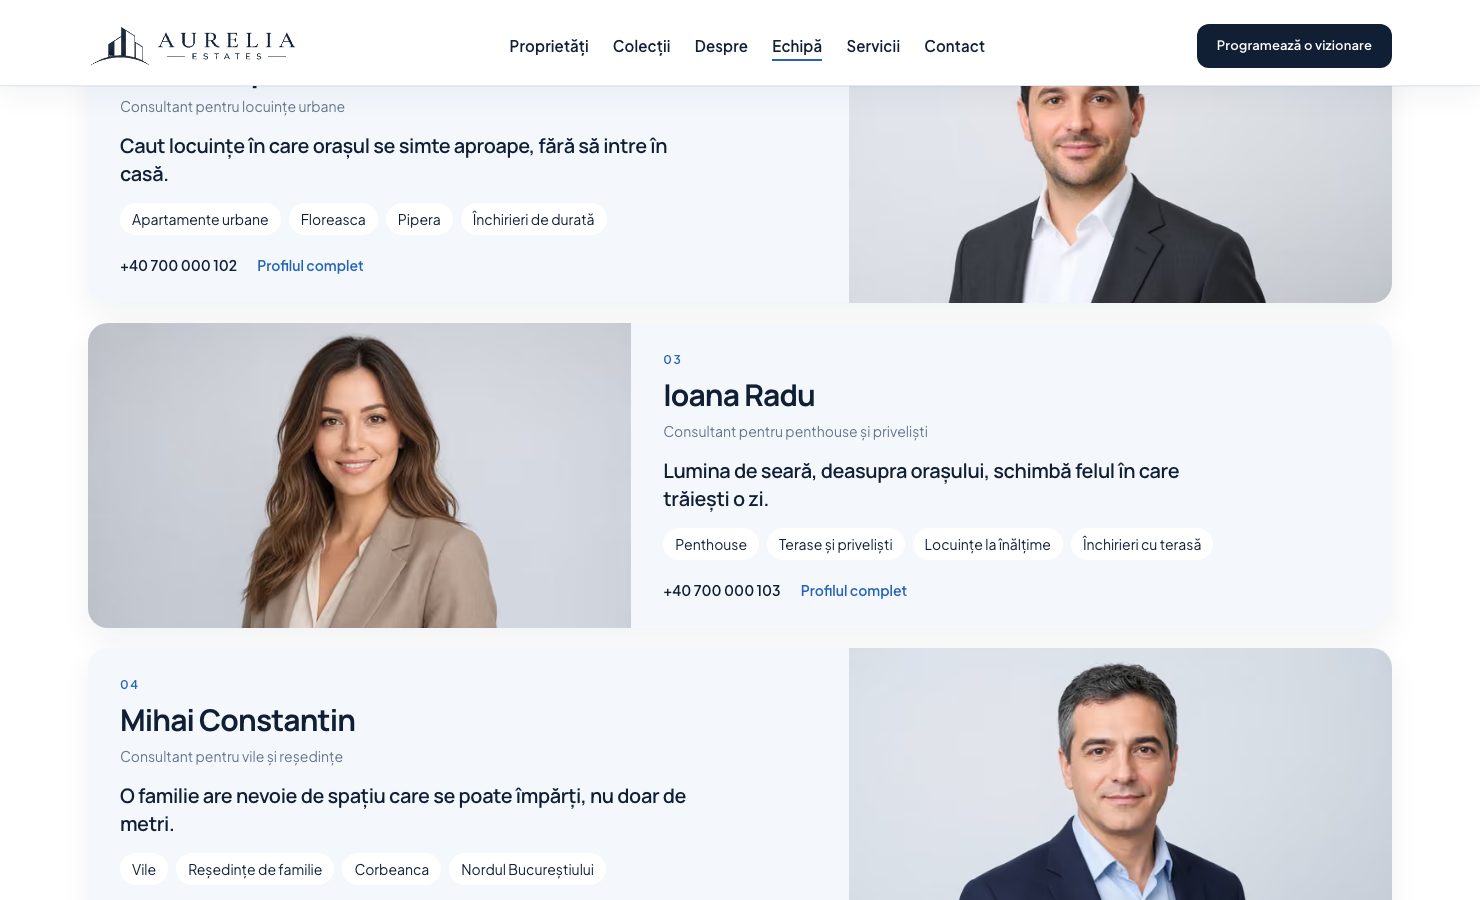 AURELIA
ESTATES
Proprietăți
Colecții
Despre
Echipă
Servicii
Contact
Programează o vizionare
Consultant pentru locuințe urbane
Caut locuințe în care orașul se simte aproape, fără să intre în
casă.
Apartamente urbane
Floreasca
Pipera
Închirieri de durată
+40 700 000 102
Profilul complet
03
Ioana Radu
Consultant pentru penthouse și priveliști
Lumina de seară, deasupra orașului, schimbă felul în care
trăiești o zi.
Penthouse
Terase și priveliști
Locuințe la înălțime
Închirieri cu terasă
+40 700 000 103
Profilul complet
04
Mihai Constantin
Consultant pentru vile și reședințe
O familie are nevoie de spațiu care se poate împărți, nu doar de
metri.
Vile
Reședințe de familie
Corbeanca
Nordul Bucureștiului